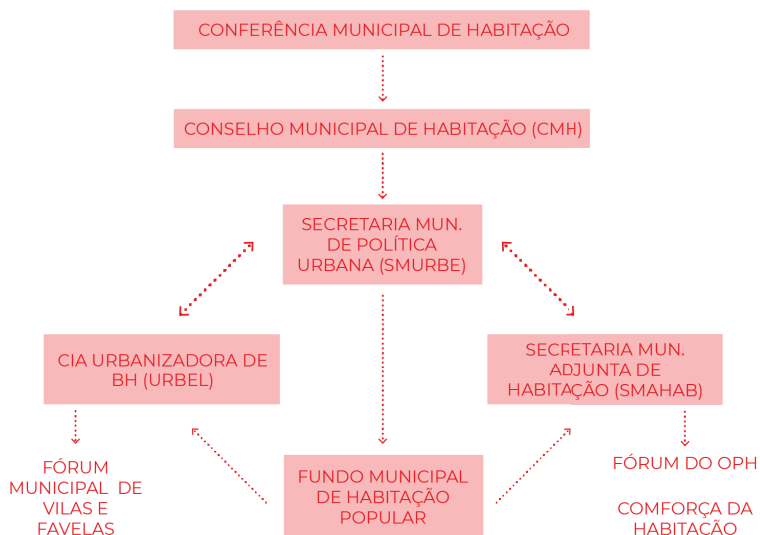 CONFERÊNCIA MUNICIPAL DE HABITAÇÃO
CONSELHO MUNICIPAL DE HABITAÇÃO (CMH)
SECRETARIA MUN.
DE POLÍTICA
URBANA (SMURBE)
CIA URBANIZADORA DE
BH (URBEL)
SECRETARIA MUN.
ADJUNTA DE
HABITAÇÃO (SMAHAB)
FÓRUM
MUNICIPAL DE
VILAS E
FAVELAS
FUNDO MUNICIPAL
DE HABITAÇÃO
POPULAR
FÓRUM DO OPH
COMFORÇA DA
HABITACÃO